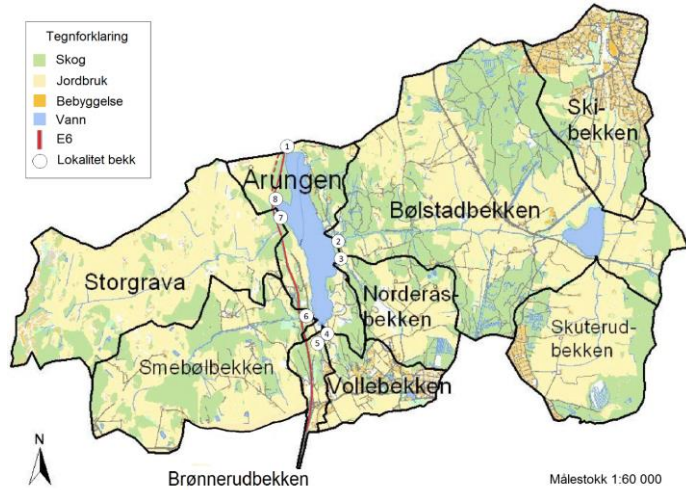 Tegnforklaring
Skog
Jordbruk
Bebyggelse
Vann
E6
Lokalitet bekk
Ski-
bekken
1
Årungen
8
7
2
3
Bølstadbekken
Storgrava
Norderås-
bekken
6
4
5
Skuterud-
bekken
Smebølbekken
Vollebekken
N
Brønnerudbekken
Målestokk 1:60 000